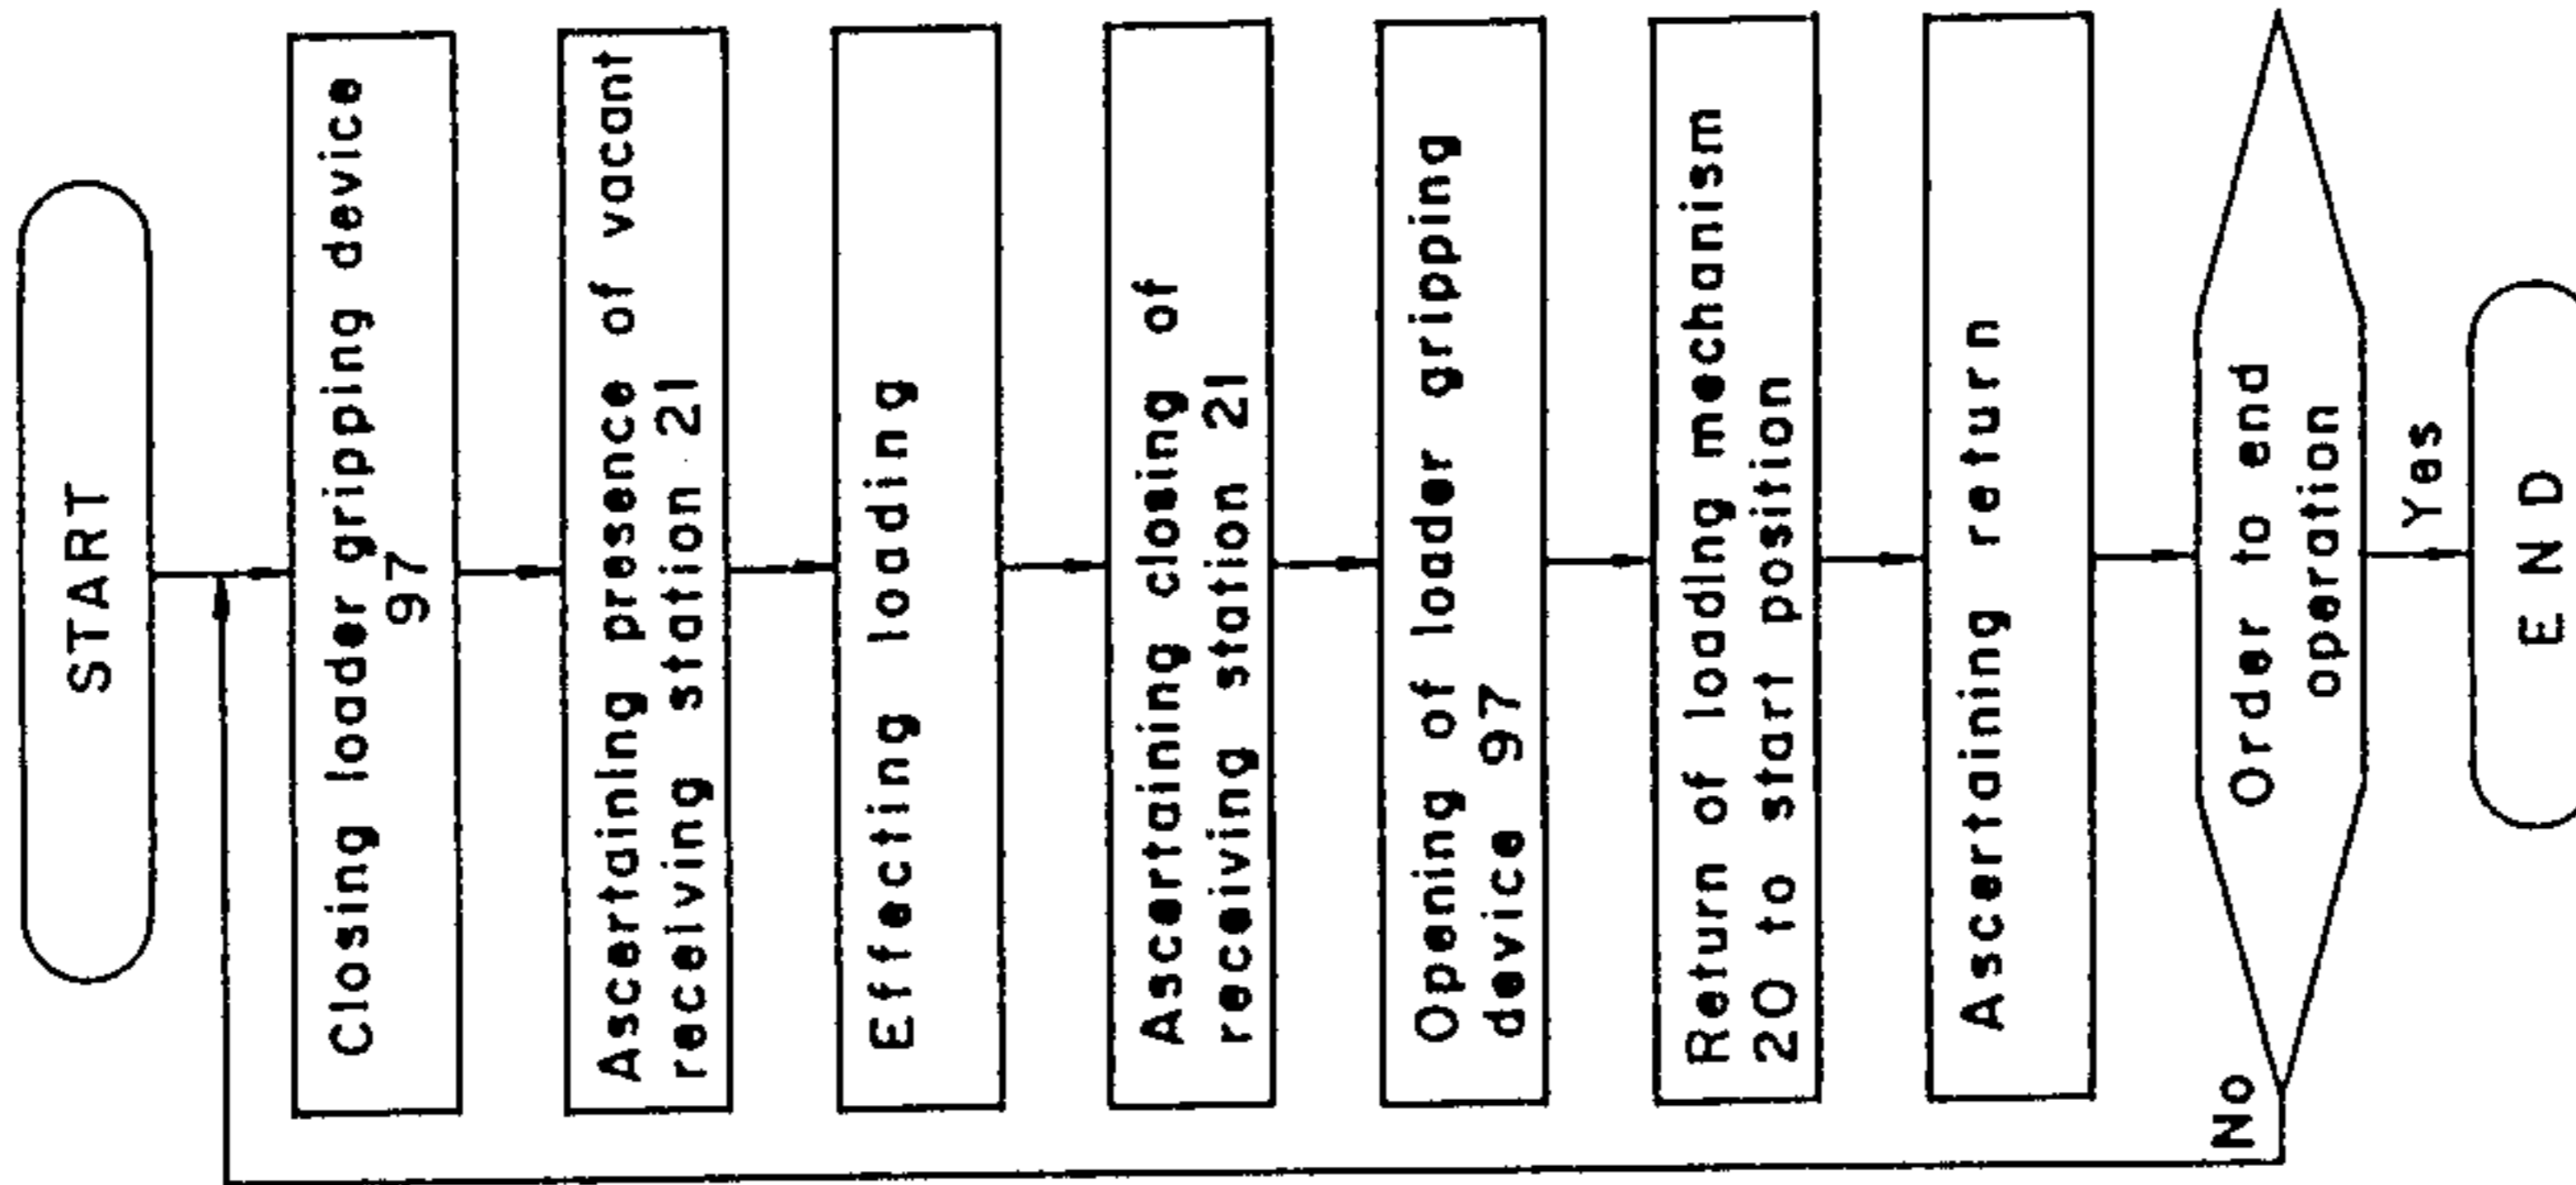 START
Closing loader gripping device
97
Ascertaining presence of vacant
receiving station 21
Effecting loading
Ascertaining closing of
receiving station 21
Opening of loader gripping
device 97
Return of loading mechanism
20 to start position
Ascertaining return
Order to end
operation
No
Yes
END